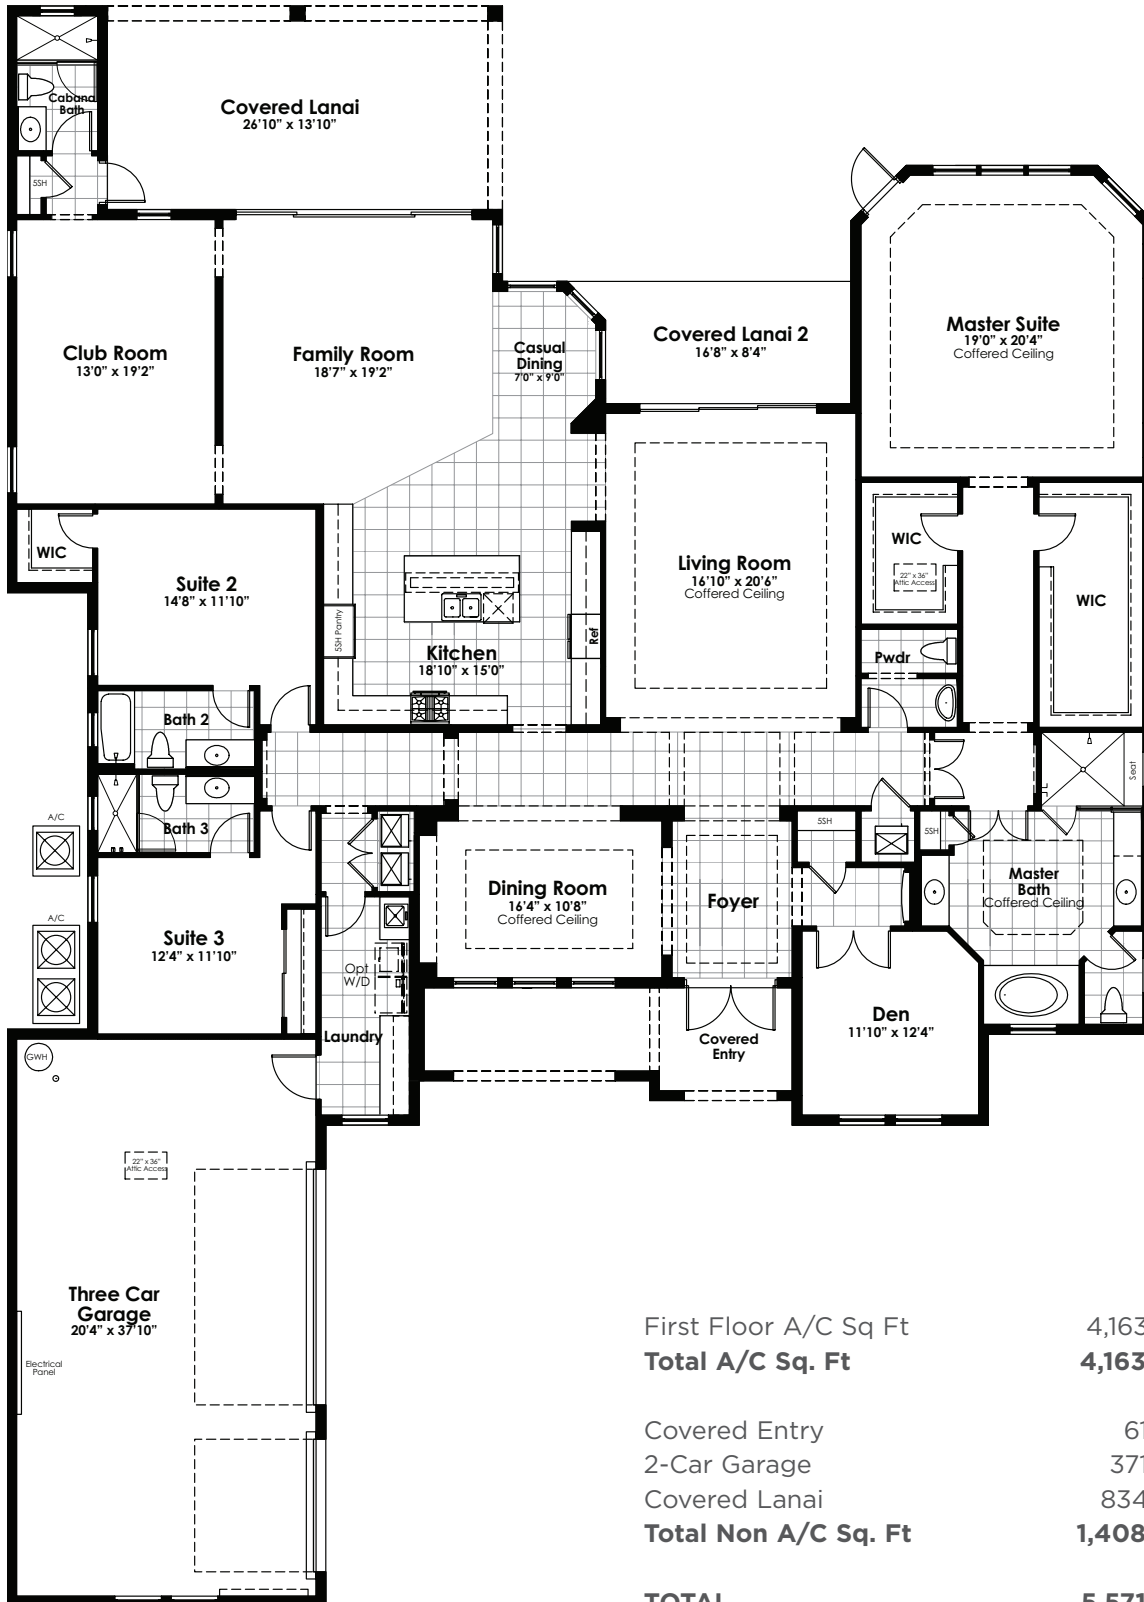 Cabana
Bath
5SH
Covered Lanai
26'10" x 13'10"
Club Room
13'0" x 19'2"
Family Room
18'7" x 19'2"
Casual
Dining
7'0" x 9'0"
Covered Lanai 2
16'8" x 8'4"
Master Suite
19'0" x 20'4"
Coffered Ceiling
WIC
Suite 2
14'8" x 11'10"
5SH Pantry
Kitchen
18'10" x 15'0"
Ref
Living Room
16'10" x 20'6"
Coffered Ceiling
WIC
22" x 36"
Attic Access
WIC
Pwdr
Bath 2
Bath 3
A/C
A/C
Seat
5SH
5SH
Dining Room
16'4" x 10'8"
Coffered Ceiling
Foyer
Master
Bath
Coffered Ceiling
Suite 3
12'4" x 11'10"
Opt
W/D
Laundry
Covered
Entry
Den
11'10" x 12'4"
GWH
22" x 36"
Attic Access
Three Car
Garage
20'4" x 37'10"
Electrical
Panel
First Floor A/C Sq Ft 4,163
Total A/C Sq. Ft 4,163
Covered Entry 61
2-Car Garage 371
Covered Lanai 834
Total Non A/C Sq. Ft 1,408
TOTAL 5,571